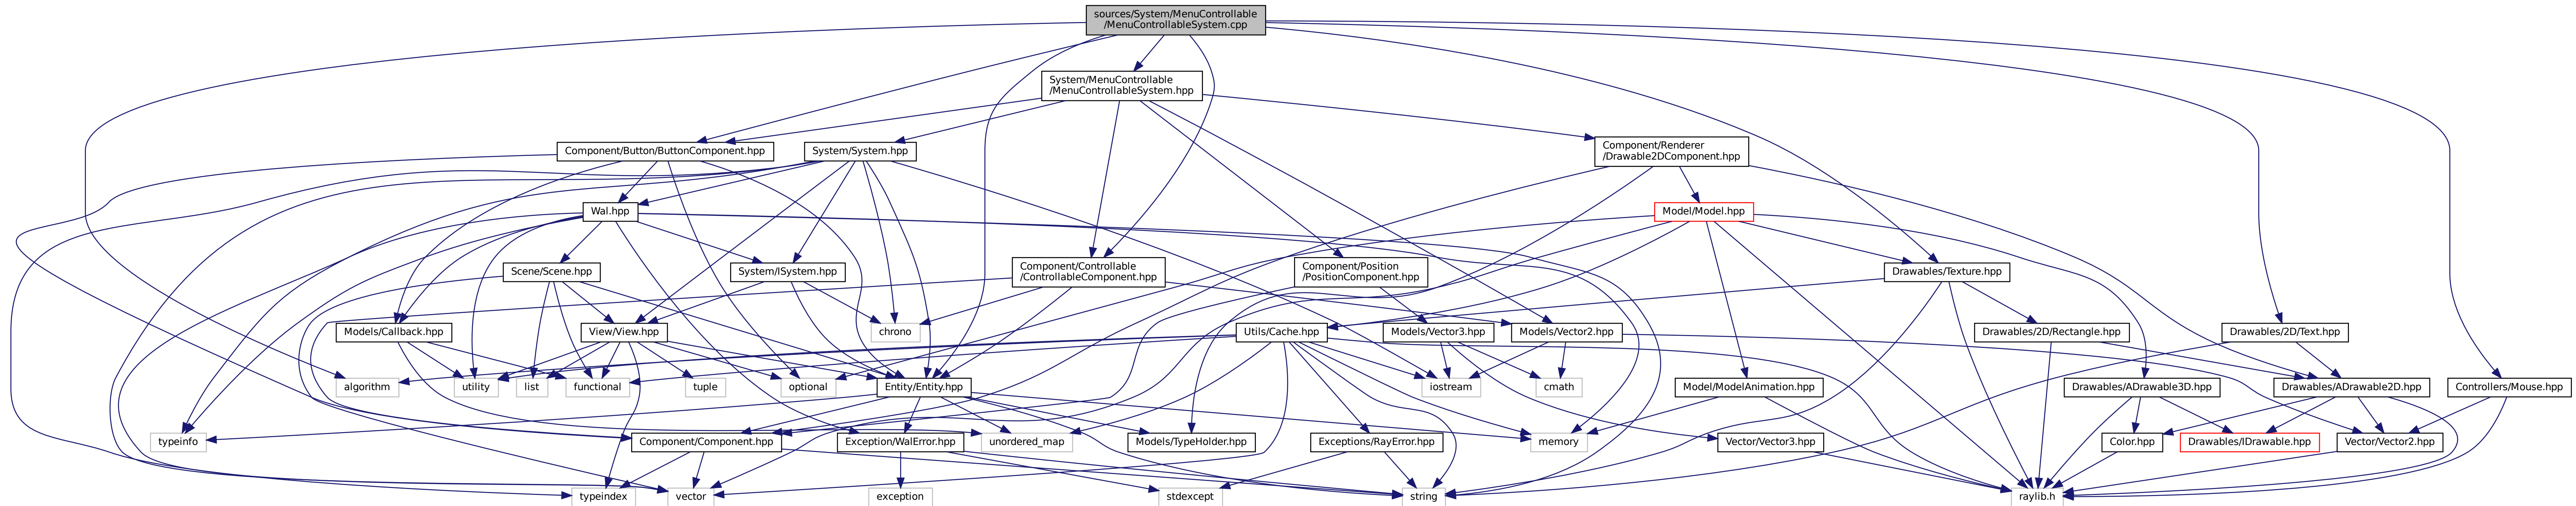 sources/System/MenuControllable
/MenuControllableSystem.cpp
System/MenuControllable
/MenuControllableSystem.hpp
Component/Button/ButtonComponent.hpp
System/System.hpp
Component/Renderer
/Drawable2DComponent.hpp
Wal.hpp
Model/Model.hpp
Scene/Scene.hpp
System/ISystem.hpp
Component/Controllable
/ControllableComponent.hpp
Component/Position
/PositionComponent.hpp
Drawables/Texture.hpp
Models/Callback.hpp
View/View.hpp
chrono
Utils/Cache.hpp
Models/Vector3.hpp
Models/Vector2.hpp
Drawables/2D/Rectangle.hpp
Drawables/2D/Text.hpp
algorithm
utility
list
functional
tuple
optional
Entity/Entity.hpp
iostream
cmath
Model/ModelAnimation.hpp
Drawables/ADrawable3D.hpp
Drawables/ADrawable2D.hpp
Controllers/Mouse.hpp
typeinfo
Component/Component.hpp
Exception/WalError.hpp
unordered_map
Models/TypeHolder.hpp
Exceptions/RayError.hpp
memory
Vector/Vector3.hpp
Color.hpp
Drawables/IDrawable.hpp
Vector/Vector2.hpp
typeindex
vector
exception
stdexcept
string
raylib.h